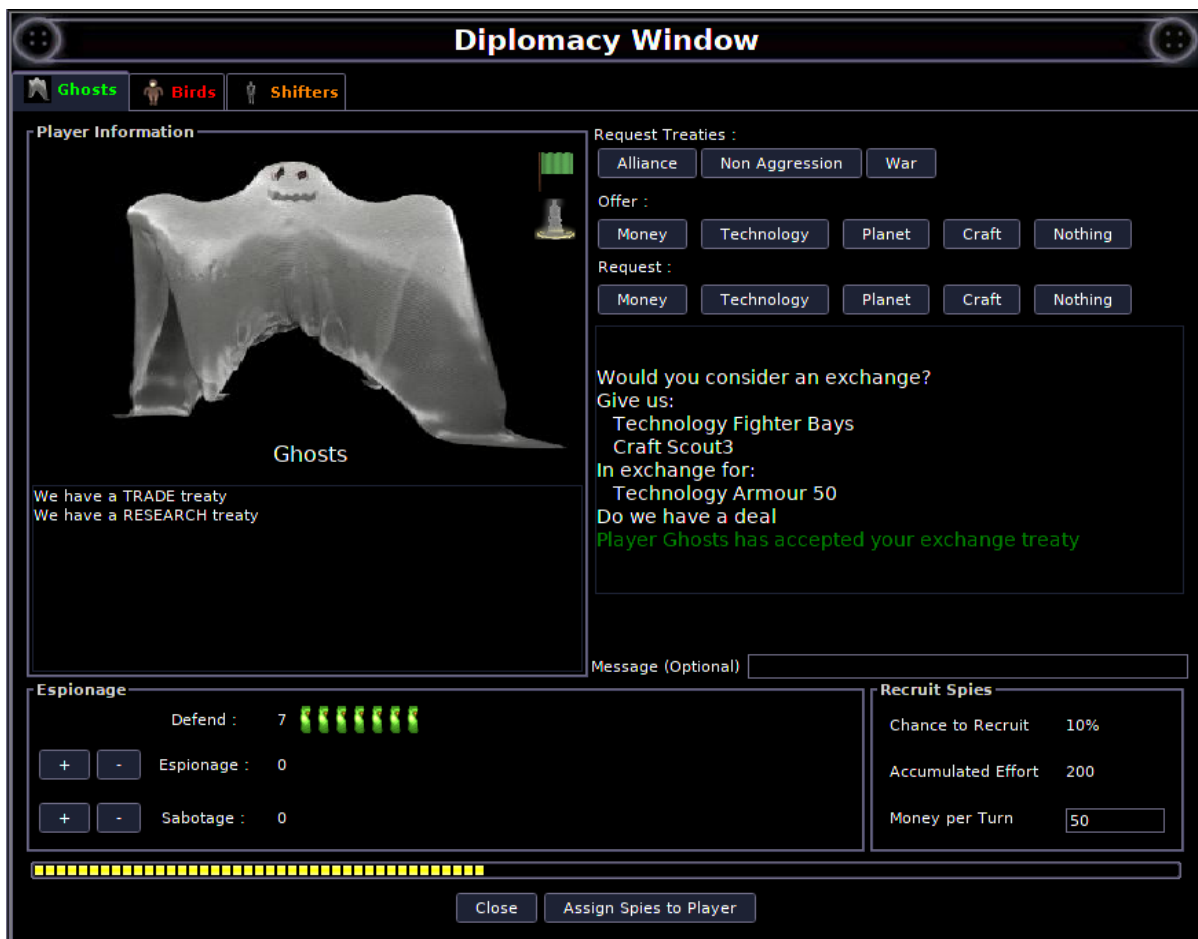 Diplomacy Window
Ghosts
Birds
Shifters
Player Information
Ghosts
We have a TRADE treaty
We have a RESEARCH treaty
Request Treaties :
Alliance
Non Aggression
War
Offer :
Money
Technology
Planet
Craft
Nothing
Request :
Money
Technology
Planet
Craft
Nothing
Would you consider an exchange?
Give us:
Technology Fighter Bays
Craft Scout3
In exchange for:
Technology Armour 50
Do we have a deal
Player Ghosts has accepted your exchange treaty
Message (Optional)
Espionage
Defend : 7
+ - Espionage : 0
+ - Sabotage : 0
Recruit Spies
Chance to Recruit 10%
Accumulated Effort 200
Money per Turn 50
Close
Assign Spies to Player